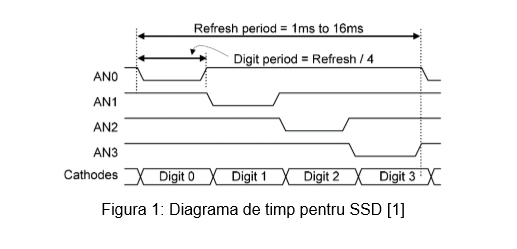 Refresh period = 1ms to 16ms
Digit period = Refresh / 4
AN0
AN1
AN2
AN3
Cathodes Digit 0 Digit 1 Digit 2 Digit 3
Figura 1: Diagrama de timp pentru SSD [1]